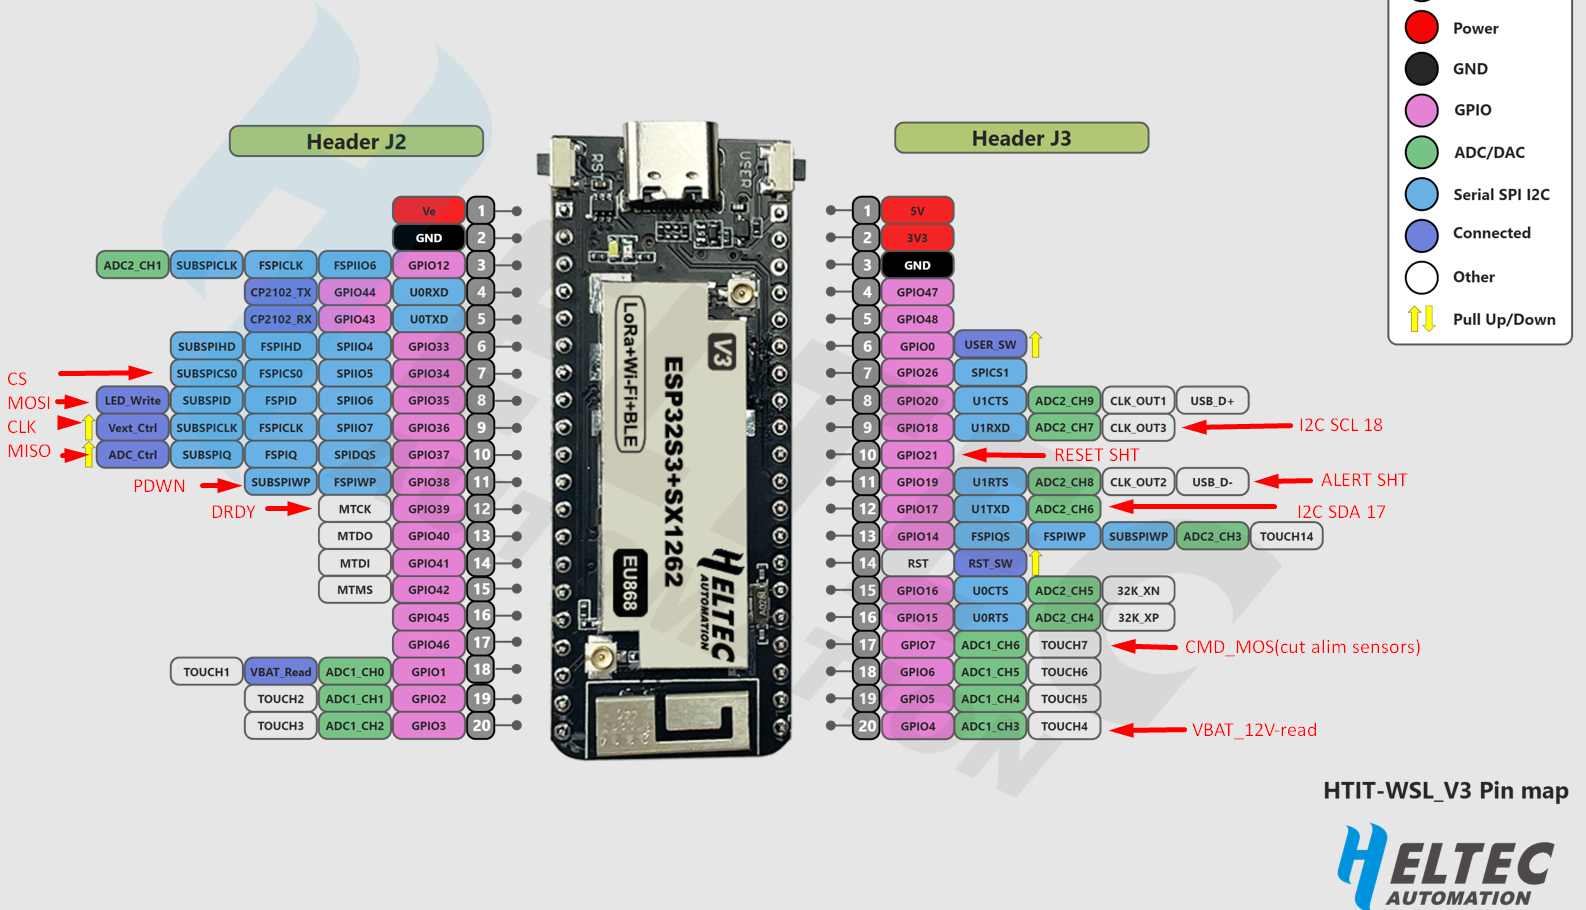 Power
GND
GPIO
ADC/DAC
Serial SPI I2C
Connected
Other
Pull Up/Down
Header J2
Header J3
Ve 1
GND 2
ADC2_CH1 SUBSPICLK FSPICLK FSPIIO6 GPIO12 3
CP2102_TX GPIO44 U0RXD 4
CP2102_RX GPIO43 U0TXD 5
SUBSPIHD FSPIHD SPIIO4 GPIO33 6
CS SUBSPICS0 FSPICS0 SPIIO5 GPIO34 7
MOSI LED_Write SUBSPID FSPID SPIIO6 GPIO35 8
CLK Vext_Ctrl SUBSPICLK FSPICLK SPIIO7 GPIO36 9
MISO ADC_Ctrl SUBSPIQ FSPIQ SPIDQS GPIO37 10
PDWN SUBSPIWP FSPIWP GPIO38 11
DRDY MTCK GPIO39 12
MTDO GPIO40 13
MTDI GPIO41 14
MTMS GPIO42 15
GPIO45 16
GPIO46 17
TOUCH1 VBAT_Read ADC1_CH0 GPIO1 18
TOUCH2 ADC1_CH1 GPIO2 19
TOUCH3 ADC1_CH2 GPIO3 20
RST
USER
LoRa+Wi-Fi+BLE
V3
ESP32S3+SX1262
EU868
HELTEC
AUTOMATION
1 5V
2 3V3
3 GND
4 GPIO47
5 GPIO48
6 GPIO0 USER_SW
7 GPIO26 SPICS1
8 GPIO20 U1CTS ADC2_CH9 CLK_OUT1 USB_D+
9 GPIO18 U1RXD ADC2_CH7 CLK_OUT3 I2C SCL 18
10 GPIO21 RESET SHT
11 GPIO19 U1RTS ADC2_CH8 CLK_OUT2 USB_D- ALERT SHT
12 GPIO17 U1TXD ADC2_CH6 I2C SDA 17
13 GPIO14 FSPIQS FSPIWP SUBSPIWP ADC2_CH3 TOUCH14
14 RST RST_SW
15 GPIO16 U0CTS ADC2_CH5 32K_XN
16 GPIO15 U0RTS ADC2_CH4 32K_XP
17 GPIO7 ADC1_CH6 TOUCH7 CMD_MOS(cut alim sensors)
18 GPIO6 ADC1_CH5 TOUCH6
19 GPIO5 ADC1_CH4 TOUCH5
20 GPIO4 ADC1_CH3 TOUCH4 VBAT_12V-read
HTIT-WSL_V3 Pin map
HELTEC
AUTOMATION